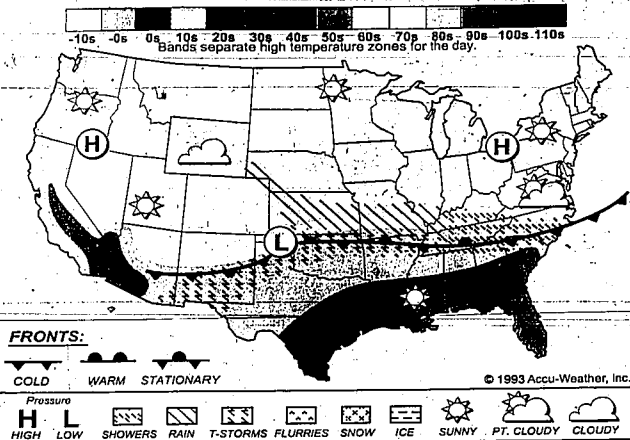 -10s -0s 0s 10s 20s 30s 40s 50s 60s 70s 80s 90s 100s 110s
Bands separate high temperature zones for the day.
H
H
L
FRONTS:
COLD WARM STATIONARY
© 1993 Accu-Weather, Inc.
Pressure
H L
HIGH LOW SHOWERS RAIN T-STORMS FLURRIES SNOW ICE SUNNY PT. CLOUDY CLOUDY